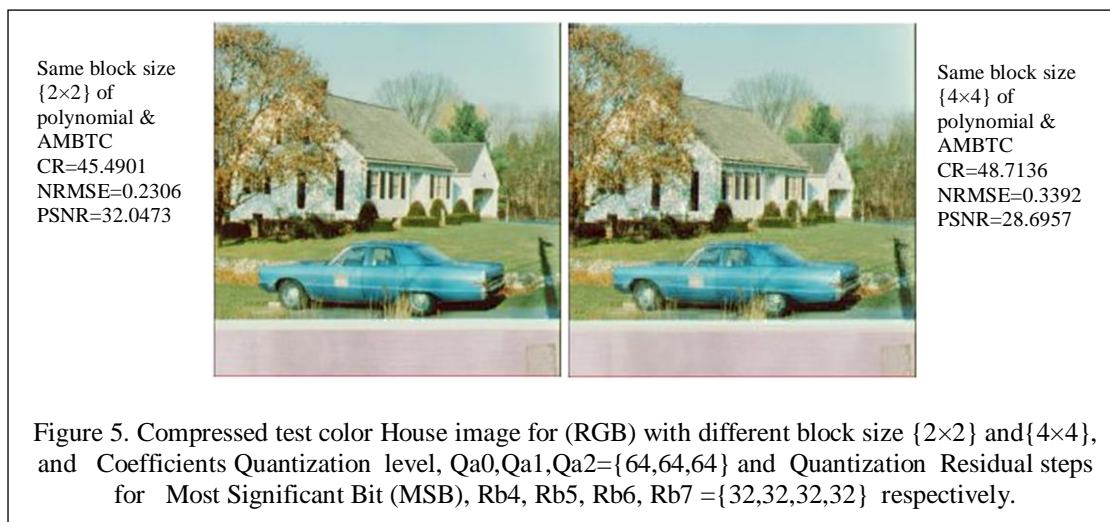 Same block size
{2×2} of
polynomial &
AMBTC
CR=45.4901
NRMSE=0.2306
PSNR=32.0473
Same block size
{4×4} of
polynomial &
AMBTC
CR=48.7136
NRMSE=0.3392
PSNR=28.6957
Figure 5. Compressed test color House image for (RGB) with different block size {2×2} and{4×4},
and Coefficients Quantization level, Qa0,Qa1,Qa2={64,64,64} and Quantization Residual steps
for Most Significant Bit (MSB), Rb4, Rb5, Rb6, Rb7 ={32,32,32,32} respectively.